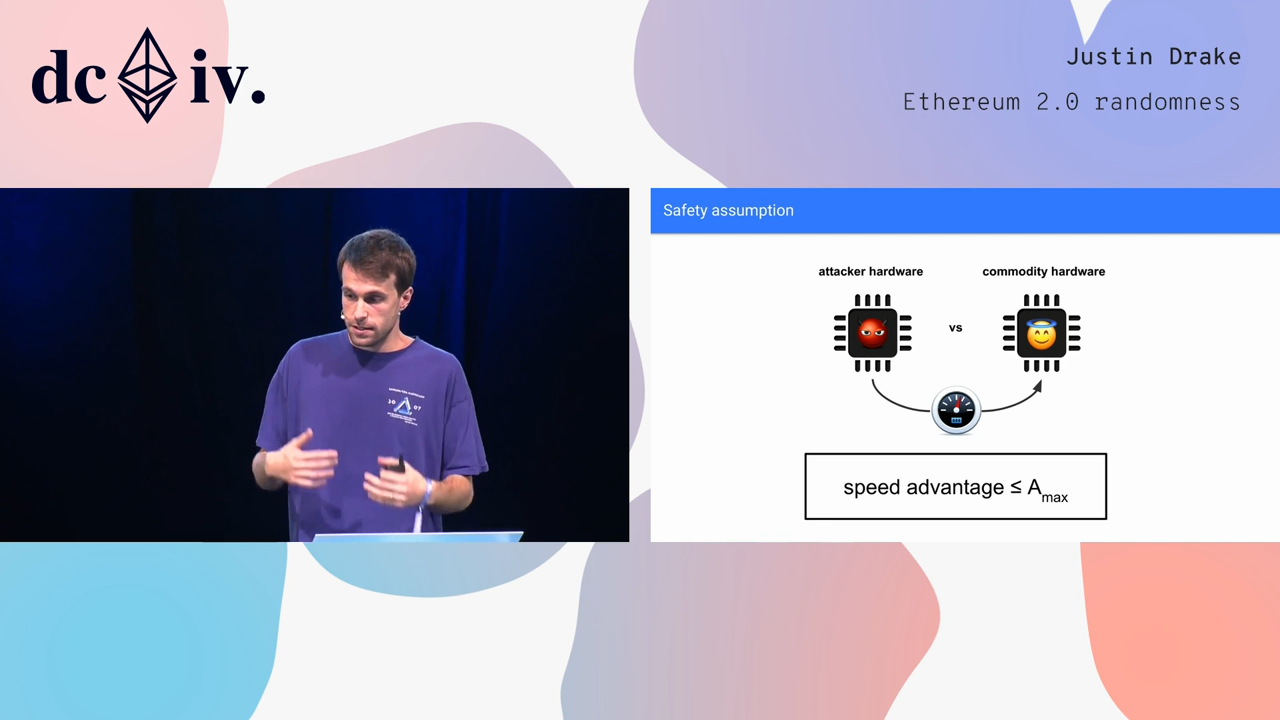 dc iv.
Justin Drake
Ethereum 2.0 randomness
Safety assumption
attacker hardware
commodity hardware
vs
speed advantage ≤ Amax